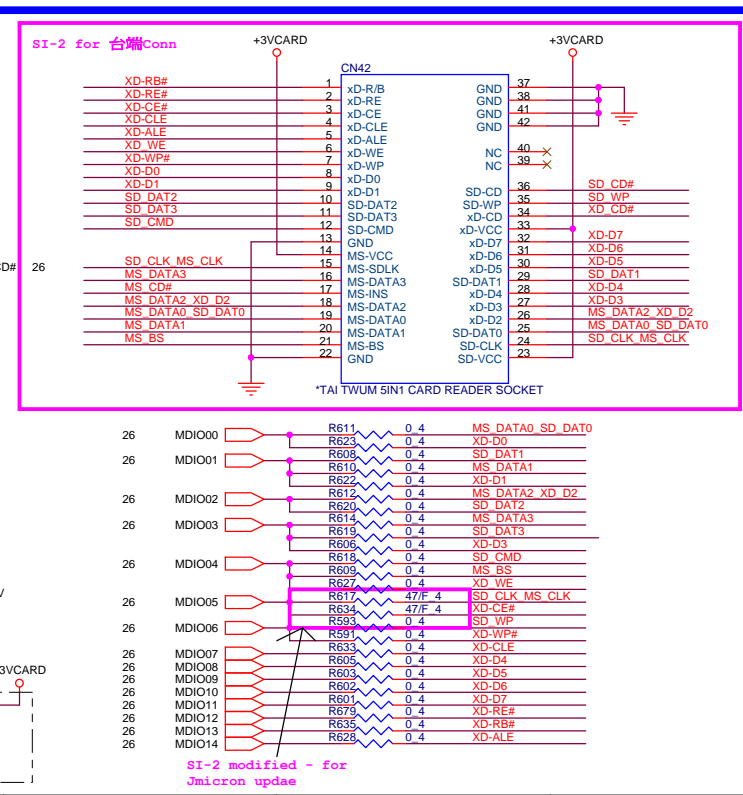 SI-2 for 台端Conn
+3VCARD
+3VCARD
CN42
XD-RB# 1 xD-R/B GND 37
XD-RE# 2 xD-RE GND 38
XD-CE# 3 xD-CE GND 41
XD-CLE 4 xD-CLE GND 42
XD-ALE 5 xD-ALE
XD_WE 6 xD-WE NC 40
XD-WP# 7 xD-WP NC 39
XD-D0 8 xD-D0
XD-D1 9 xD-D1 SD-CD 36 SD_CD#
SD_DAT2 10 SD-DAT2 SD-WP 35 SD_WP
SD_DAT3 11 SD-DAT3 xD-CD 34 XD_CD#
SD_CMD 12 SD-CMD xD-VCC 33
13 GND xD-D7 32 XD-D7
14 MS-VCC xD-D6 31 XD-D6
CD# 26 SD_CLK_MS_CLK 15 MS-SDLK xD-D5 30 XD-D5
MS_DATA3 16 MS-DATA3 SD-DAT1 29 SD_DAT1
MS_CD# 17 MS-INS xD-D4 28 XD-D4
MS_DATA2_XD_D2 18 MS-DATA2 xD-D3 27 XD-D3
MS_DATA0_SD_DAT0 19 MS-DATA0 xD-D2 26 MS_DATA2_XD_D2
MS_DATA1 20 MS-DATA1 SD-DAT0 25 MS_DATA0_SD_DAT0
MS_BS 21 MS-BS SD-CLK 24 SD_CLK_MS_CLK
22 GND SD-VCC 23
*TAI TWUM 5IN1 CARD READER SOCKET
26 MDIO00 R611 0_4 MS_DATA0_SD_DAT0
R623 0_4 XD-D0
26 MDIO01 R608 0_4 SD_DAT1
R610 0_4 MS_DATA1
R622 0_4 XD-D1
26 MDIO02 R612 0_4 MS_DATA2_XD_D2
R620 0_4 SD_DAT2
26 MDIO03 R614 0_4 MS_DATA3
R619 0_4 SD_DAT3
R606 0_4 XD-D3
26 MDIO04 R618 0_4 SD_CMD
R609 0_4 MS_BS
R627 0_4 XD_WE
26 MDIO05 R617 47/F_4 SD_CLK_MS_CLK
R634 47/F_4 XD-CE#
26 MDIO06 R593 0_4 SD_WP
R591 0_4 XD-WP#
26 MDIO07 R633 0_4 XD-CLE
26 MDIO08 R605 0_4 XD-D4
26 MDIO09 R603 0_4 XD-D5
26 MDIO10 R602 0_4 XD-D6
26 MDIO11 R601 0_4 XD-D7
26 MDIO12 R679 0_4 XD-RE#
26 MDIO13 R635 0_4 XD-RB#
26 MDIO14 R628 0_4 XD-ALE
V
3VCARD
SI-2 modified - for
Jmicron updae